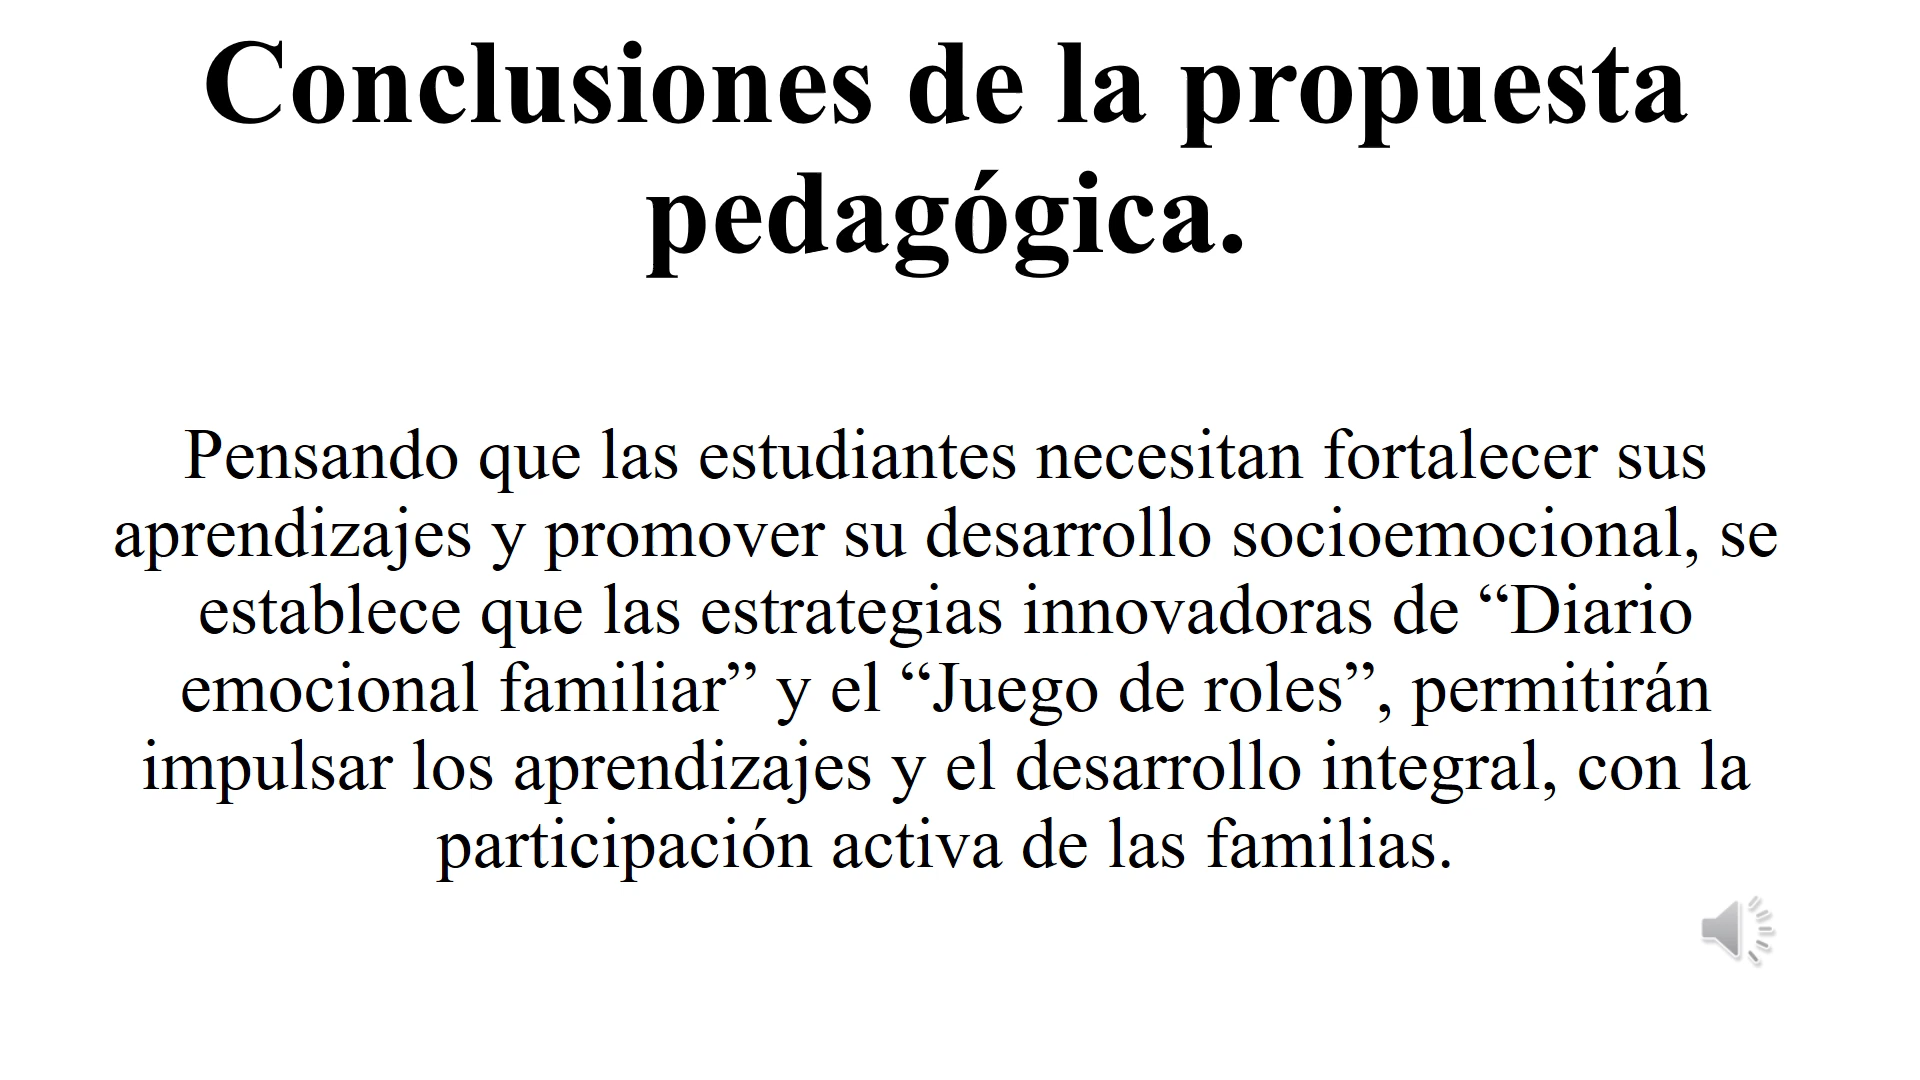 Conclusiones de la propuesta
pedagógica.
Pensando que las estudiantes necesitan fortalecer sus
aprendizajes y promover su desarrollo socioemocional, se
establece que las estrategias innovadoras de “Diario
emocional familiar” y el “Juego de roles”, permitirán
impulsar los aprendizajes y el desarrollo integral, con la
participación activa de las familias.